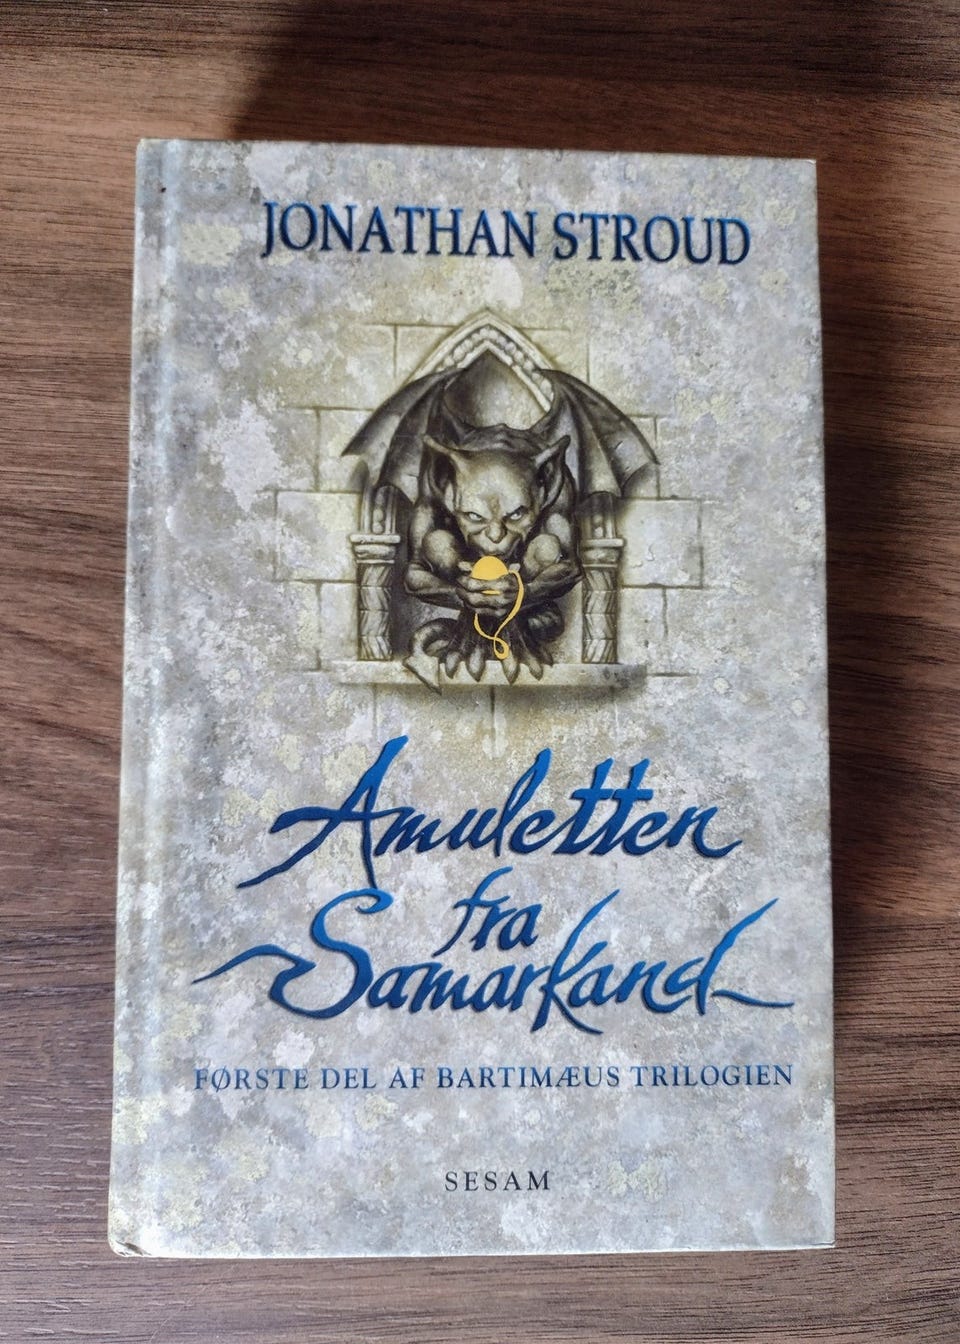 JONATHAN STROUD
Amuletten
fra
Samarkand
FØRSTE DEL AF BARTIMÆUS TRILOGIEN
SESAM